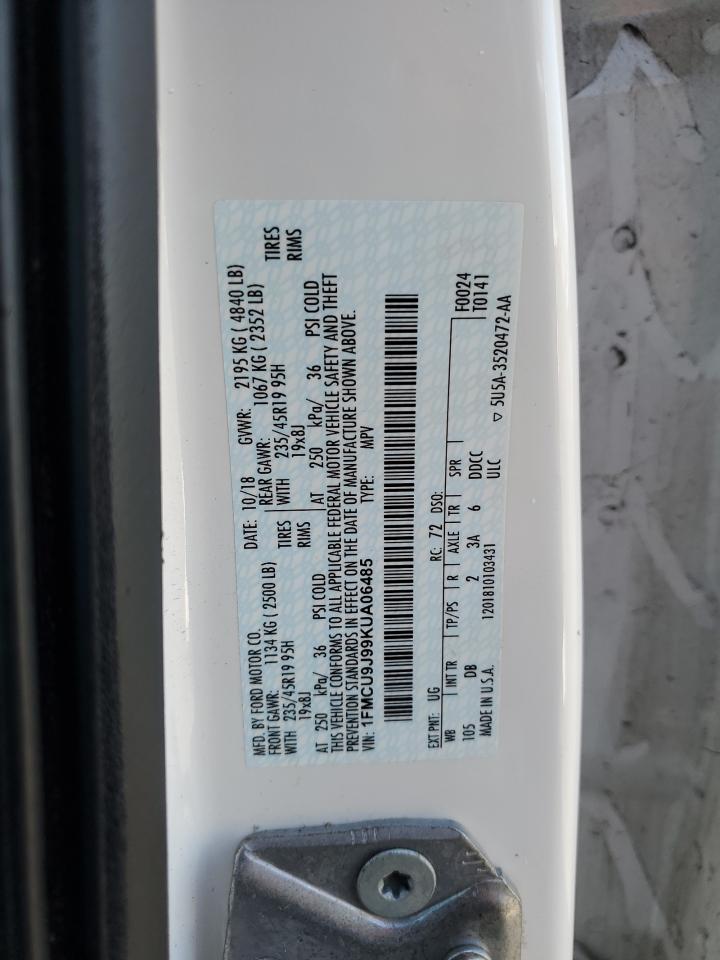 MFD. BY FORD MOTOR CO. DATE: 10/18 GVWR: 2195 KG ( 4840 LB)
FRONT GAWR: 1134 KG ( 2500 LB) REAR GAWR: 1067 KG ( 2352 LB)
WITH 235/45R19 95H TIRES WITH 235/45R19 95H TIRES
19x8J RIMS 19x8J RIMS
AT 250 kPa/ 36 PSI COLD AT 250 kPa/ 36 PSI COLD
THIS VEHICLE CONFORMS TO ALL APPLICABLE FEDERAL MOTOR VEHICLE SAFETY AND THEFT
PREVENTION STANDARDS IN EFFECT ON THE DATE OF MANUFACTURE SHOWN ABOVE.
VIN: 1FMCU9J99KUA06485 TYPE: MPV
EXT PNT: UG RC: 72 DSO: F0024
WB INT TR TP/PS R AXLE TR SPR T0141
105 DB 2 3A 6 DDCC
MADE IN U.S.A. 1201810103431 ULC ▽ 5U5A-3520472-AA